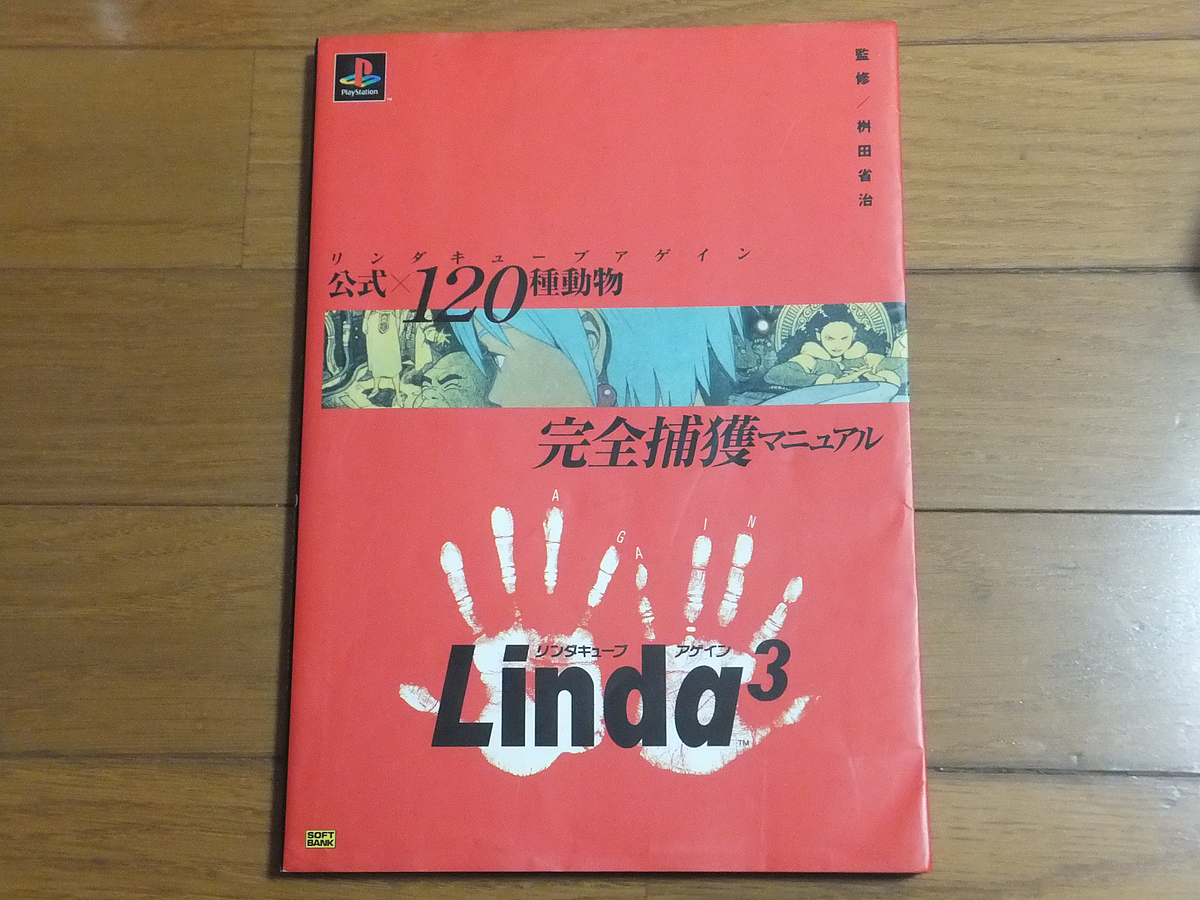 PlayStation
監修/桝田省治
リンダキューブアゲイン
公式×120種動物
完全捕獲マニュアル
AGAIN
リンダキューブ アゲイン
Linda3
TM
SOFT
BANK